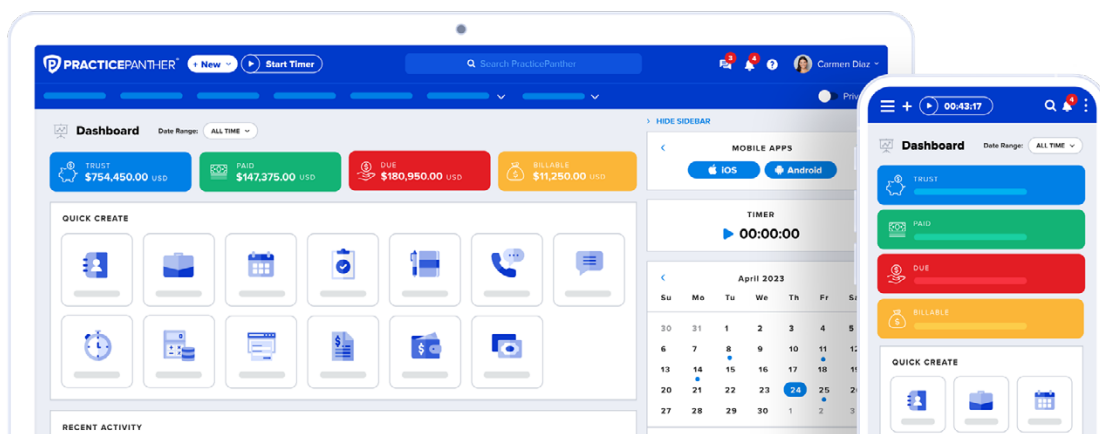 PRACTICEPANTHER
+ New
Start Timer
Search PracticePanther
3
4
?
Carmen Diaz
Dashboard
Date Range:
ALL TIME
TRUST
$754,450.00 USD
PAID
$147,375.00 USD
DUE
$180,950.00 USD
BILLABLE
$11,250.00 USD
QUICK CREATE
RECENT ACTIVITY
> HIDE SIDEBAR
MOBILE APPS
iOS
Android
TIMER
00:00:00
April 2023
Su Mo Tu We Th Fr
30 31 1 2 3 4 5
6 7 8 9 10 11 12
13 14 15 16 17 18
20 21 22 23 24 25
27 28 29 30 1 2 3
00:43:17
4
Dashboard
Date Range:
ALL TIME
TRUST
PAID
DUE
BILLABLE
QUICK CREATE